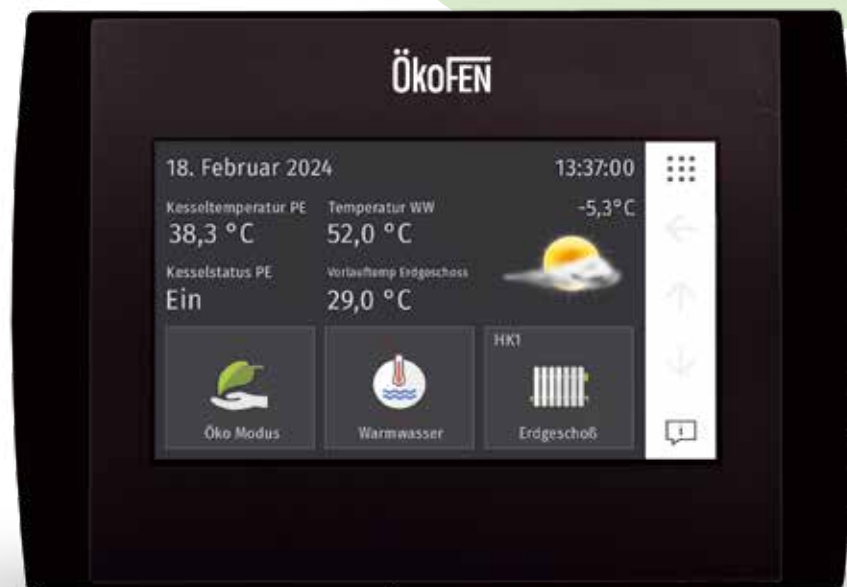 ÖkoFEN
18. Februar 2024 13:37:00
Kesseltemperatur PE Temperatur WW -5,3°C
38,3 °C 52,0 °C
Kesselstatus PE Vorlauftemp Erdgeschoss
Ein 29,0 °C
HK1
Öko Modus Warmwasser Erdgeschoß
i